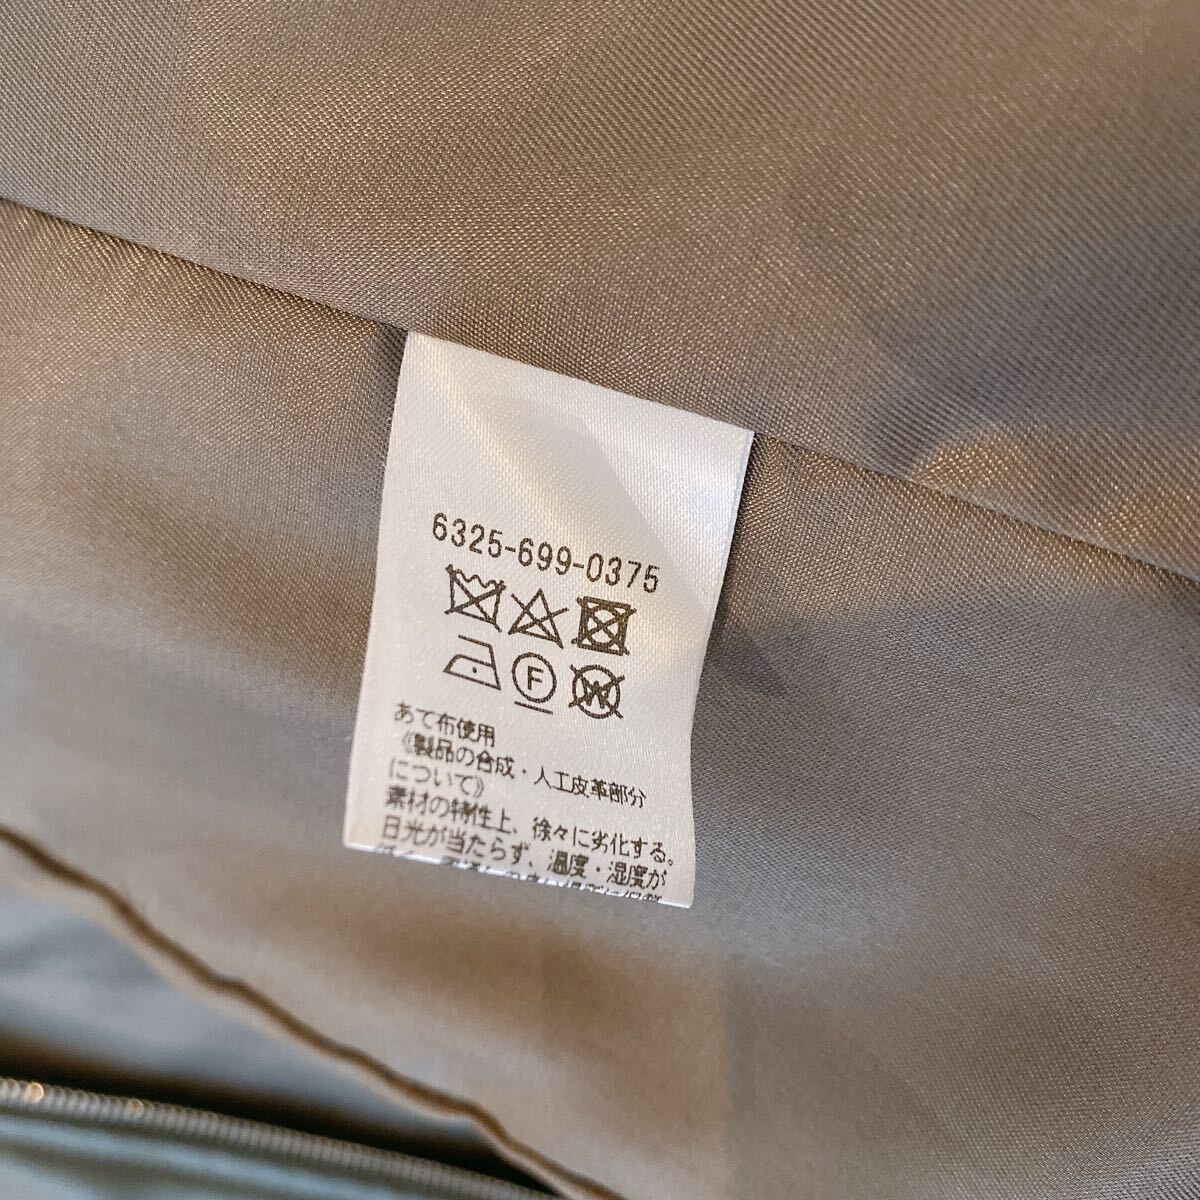 6325-699-0375
F
W
あて布使用
《製品の合成・人工皮革部分
について》
素材の特性上、徐々に劣化する。
日光が当たらず、温度・湿度が